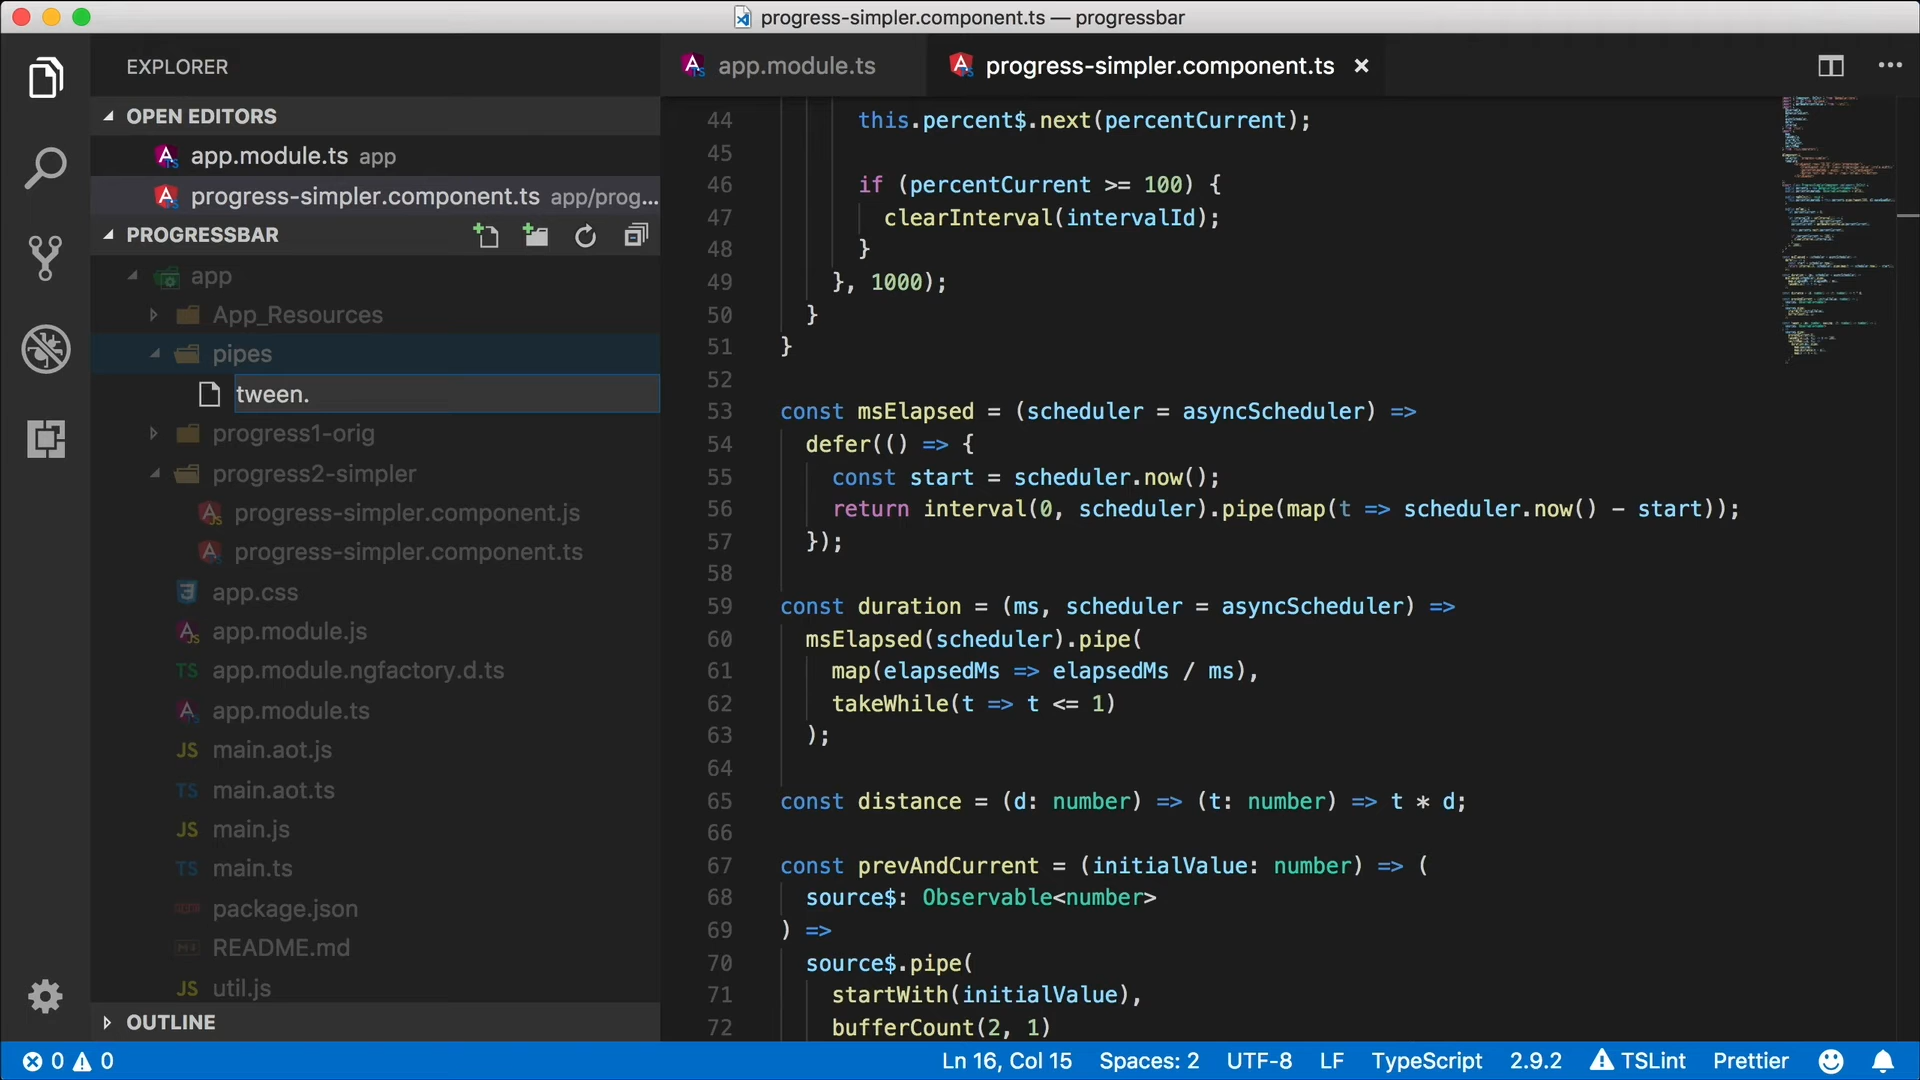 progress-simpler.component.ts — progressbar
EXPLORER
OPEN EDITORS
app.module.ts app
progress-simpler.component.ts app/prog...
PROGRESSBAR
app
App_Resources
pipes
tween.
progress1-orig
progress2-simpler
progress-simpler.component.js
progress-simpler.component.ts
app.css
app.module.js
TS app.module.ngfactory.d.ts
app.module.ts
JS main.aot.js
TS main.aot.ts
JS main.js
TS main.ts
package.json
README.md
JS util.js
OUTLINE
app.module.ts
progress-simpler.component.ts ×
44 this.percent$.next(percentCurrent);
45
46 if (percentCurrent >= 100) {
47 clearInterval(intervalId);
48 }
49 }, 1000);
50 }
51 }
52
53 const msElapsed = (scheduler = asyncScheduler) =>
54 defer(() => {
55 const start = scheduler.now();
56 return interval(0, scheduler).pipe(map(t => scheduler.now() - start));
57 });
58
59 const duration = (ms, scheduler = asyncScheduler) =>
60 msElapsed(scheduler).pipe(
61 map(elapsedMs => elapsedMs / ms),
62 takeWhile(t => t <= 1)
63 );
64
65 const distance = (d: number) => (t: number) => t * d;
66
67 const prevAndCurrent = (initialValue: number) => (
68 source$: Observable<number>
69 ) =>
70 source$.pipe(
71 startWith(initialValue),
72 bufferCount(2, 1)
0 0
Ln 16, Col 15 Spaces: 2 UTF-8 LF TypeScript 2.9.2 TSLint Prettier